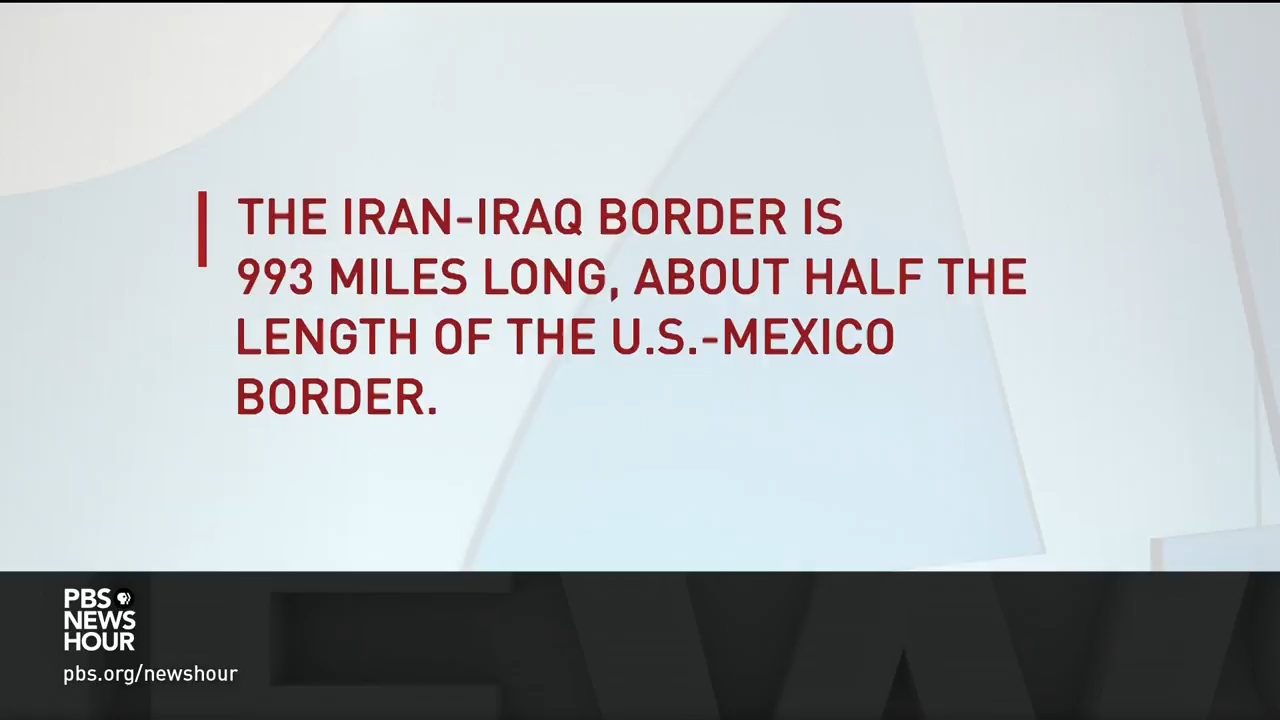 THE IRAN-IRAQ BORDER IS
993 MILES LONG, ABOUT HALF THE
LENGTH OF THE U.S.-MEXICO
BORDER.
PBS
NEWS
HOUR
pbs.org/newshour